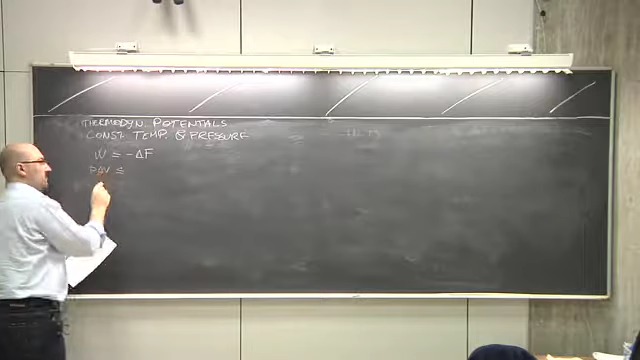 THERMODYN. POTENTIALS
CONST. TEMP. & PRESSURE
W ≤ -ΔF
PΔV ≤